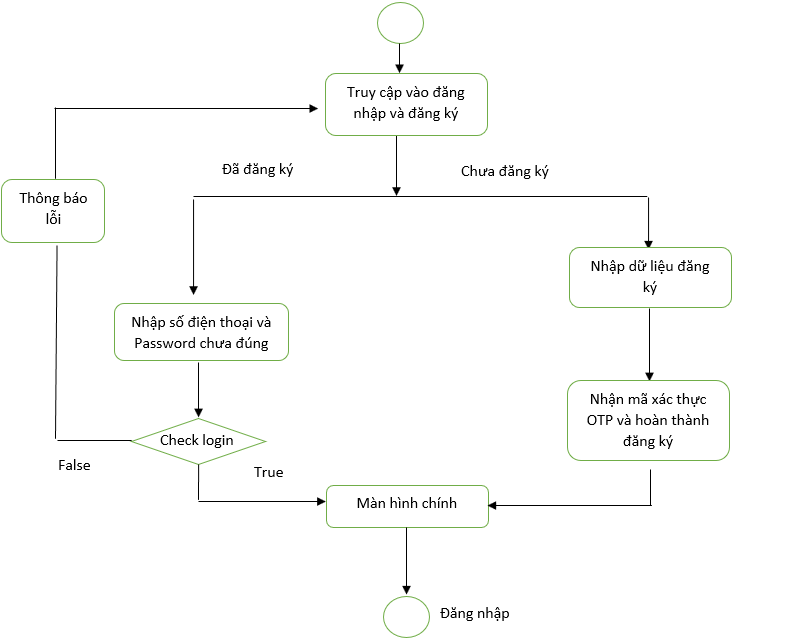 Truy cập vào đăng
nhập và đăng ký
Đã đăng ký
Chưa đăng ký
Thông báo
lỗi
Nhập dữ liệu đăng
ký
Nhập số điện thoại và
Password chưa đúng
Nhận mã xác thực
OTP và hoàn thành
đăng ký
Check login
False
True
Màn hình chính
Đăng nhập